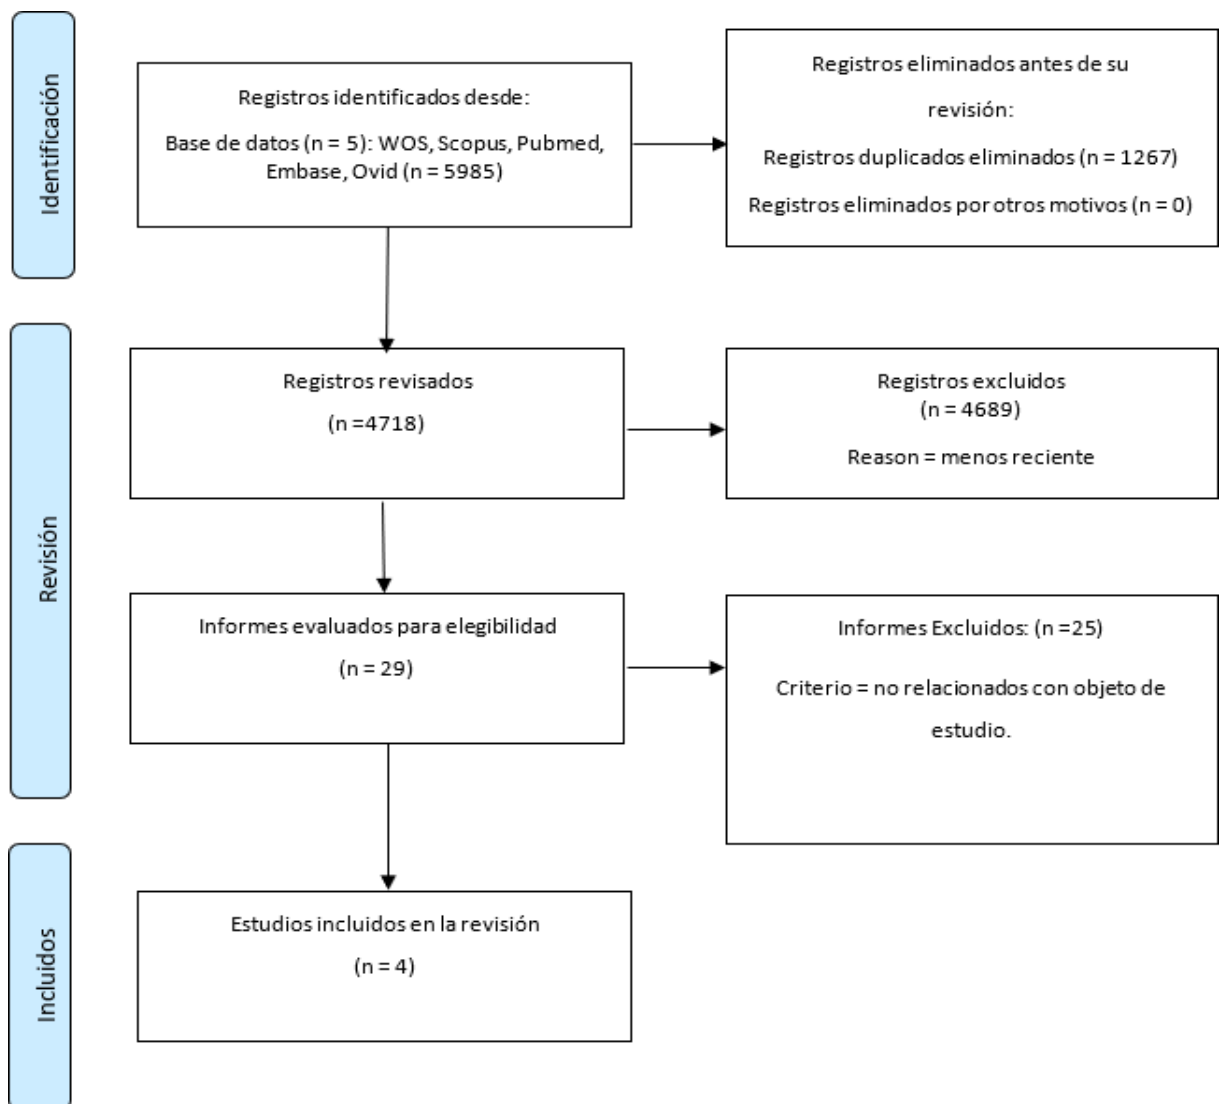 Identificación
Registros identificados desde:
Base de datos (n = 5): WOS, Scopus, Pubmed,
Embase, Ovid (n = 5985)
Registros eliminados antes de su
revisión:
Registros duplicados eliminados (n = 1267)
Registros eliminados por otros motivos (n = 0)
Revisión
Registros revisados
(n =4718)
Registros excluidos
(n = 4689)
Reason = menos reciente
Informes evaluados para elegibilidad
(n = 29)
Informes Excluidos: (n =25)
Criterio = no relacionados con objeto de
estudio.
Incluidos
Estudios incluidos en la revisión
(n = 4)